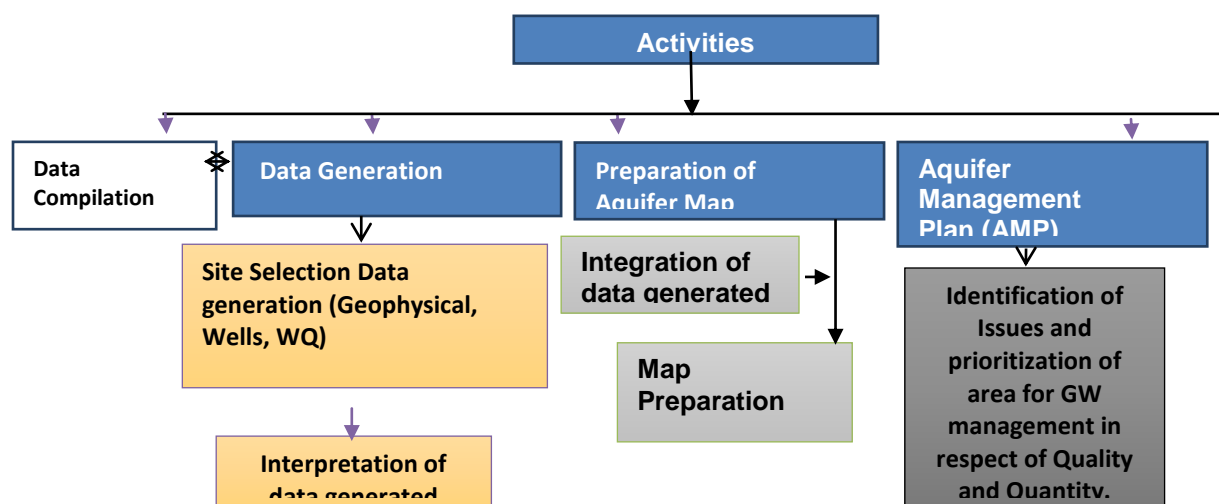 Activities
Data
Compilation
Data Generation
Preparation of
Aquifer Map
Aquifer
Management
Plan (AMP)
Site Selection Data
generation (Geophysical,
Wells, WQ)
Integration of
data generated
Map
Preparation
Identification of
Issues and
prioritization of
area for GW
management in
respect of Quality
and Quantity.
Interpretation of
data generated